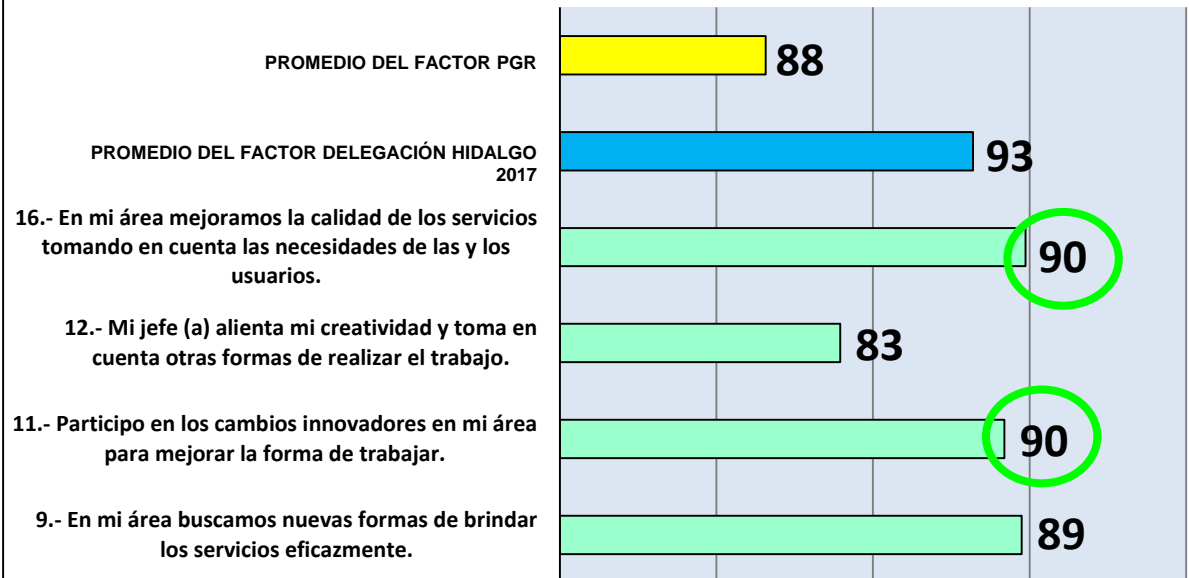 PROMEDIO DEL FACTOR PGR
88
PROMEDIO DEL FACTOR DELEGACIÓN HIDALGO
2017
93
16.- En mi área mejoramos la calidad de los servicios
tomando en cuenta las necesidades de las y los
usuarios.
90
12.- Mi jefe (a) alienta mi creatividad y toma en
cuenta otras formas de realizar el trabajo.
83
11.- Participo en los cambios innovadores en mi área
para mejorar la forma de trabajar.
90
9.- En mi área buscamos nuevas formas de brindar
los servicios eficazmente.
89